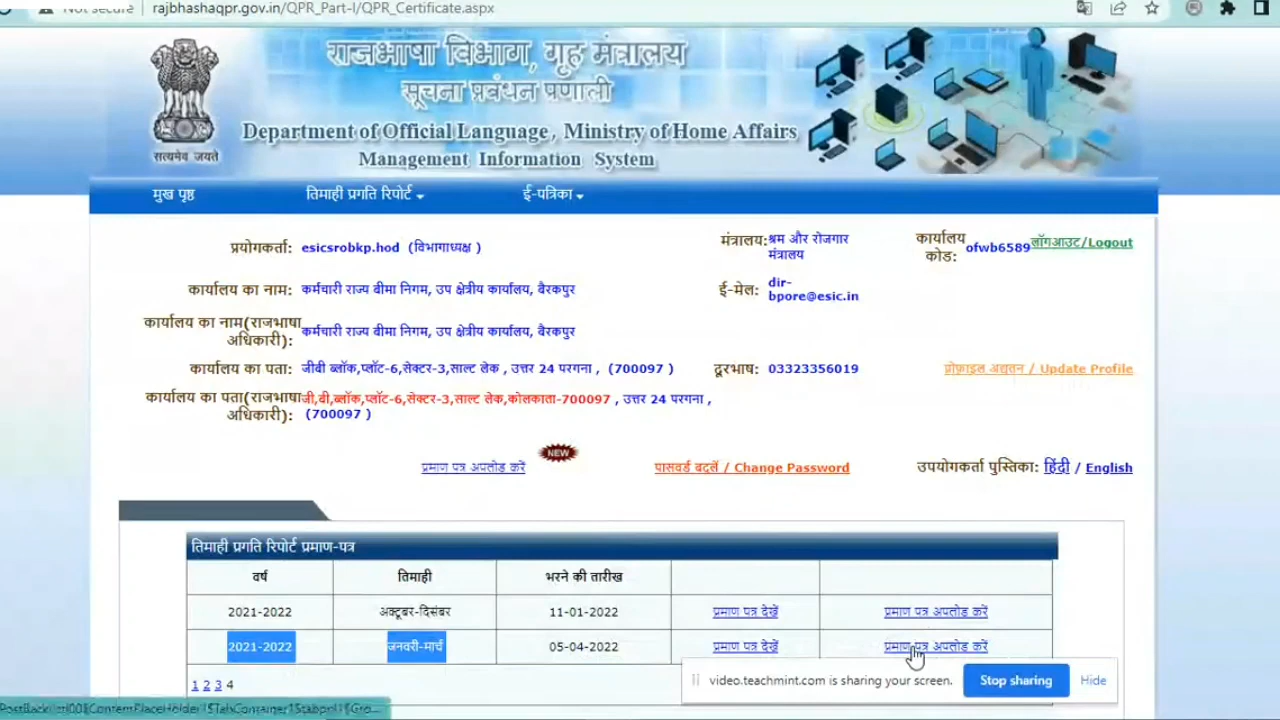 Not secure rajbhashaqpr.gov.in/QPR_Part-I/QPR_Certificate.aspx
राजभाषा विभाग, गृह मंत्रालय
सूचना प्रबंधन प्रणाली
Department of Official Language, Ministry of Home Affairs
Management Information System
सत्यमेव जयते
मुख पृष्ठ तिमाही प्रगति रिपोर्ट ई-पत्रिका
प्रयोगकर्ता: esicsrobkp.hod (विभागाध्यक्ष ) मंत्रालय: श्रम और रोजगार मंत्रालय कार्यालय कोड: ofwb6589 लॉगआउट/Logout
कार्यालय का नाम: कर्मचारी राज्य बीमा निगम, उप क्षेत्रीय कार्यालय, बैरकपुर ई-मेल: dir-bpore@esic.in
कार्यालय का नाम(राजभाषा अधिकारी): कर्मचारी राज्य बीमा निगम, उप क्षेत्रीय कार्यालय, बैरकपुर
कार्यालय का पता: जीबी ब्लॉक,प्लॉट-6,सेक्टर-3,साल्ट लेक , उत्तर 24 परगना , (700097 ) दूरभाष: 03323356019 प्रोफ़ाइल अद्यतन / Update Profile
कार्यालय का पता(राजभाषा अधिकारी): जी,बी,ब्लॉक,प्लॉट-6,सेक्टर-3,साल्ट लेक,कोलकाता-700097 , उत्तर 24 परगना ,
(700097 )
प्रमाण पत्र अपलोड करें NEW पासवर्ड बदलें / Change Password उपयोगकर्ता पुस्तिका: हिंदी / English
तिमाही प्रगति रिपोर्ट प्रमाण-पत्र
वर्ष तिमाही भरने की तारीख
2021-2022 अक्टूबर-दिसंबर 11-01-2022 प्रमाण पत्र देखें प्रमाण पत्र अपलोड करें
2021-2022 जनवरी-मार्च 05-04-2022 प्रमाण पत्र देखें प्रमाण पत्र अपलोड करें
1 2 3 4
video.teachmint.com is sharing your screen. Stop sharing Hide